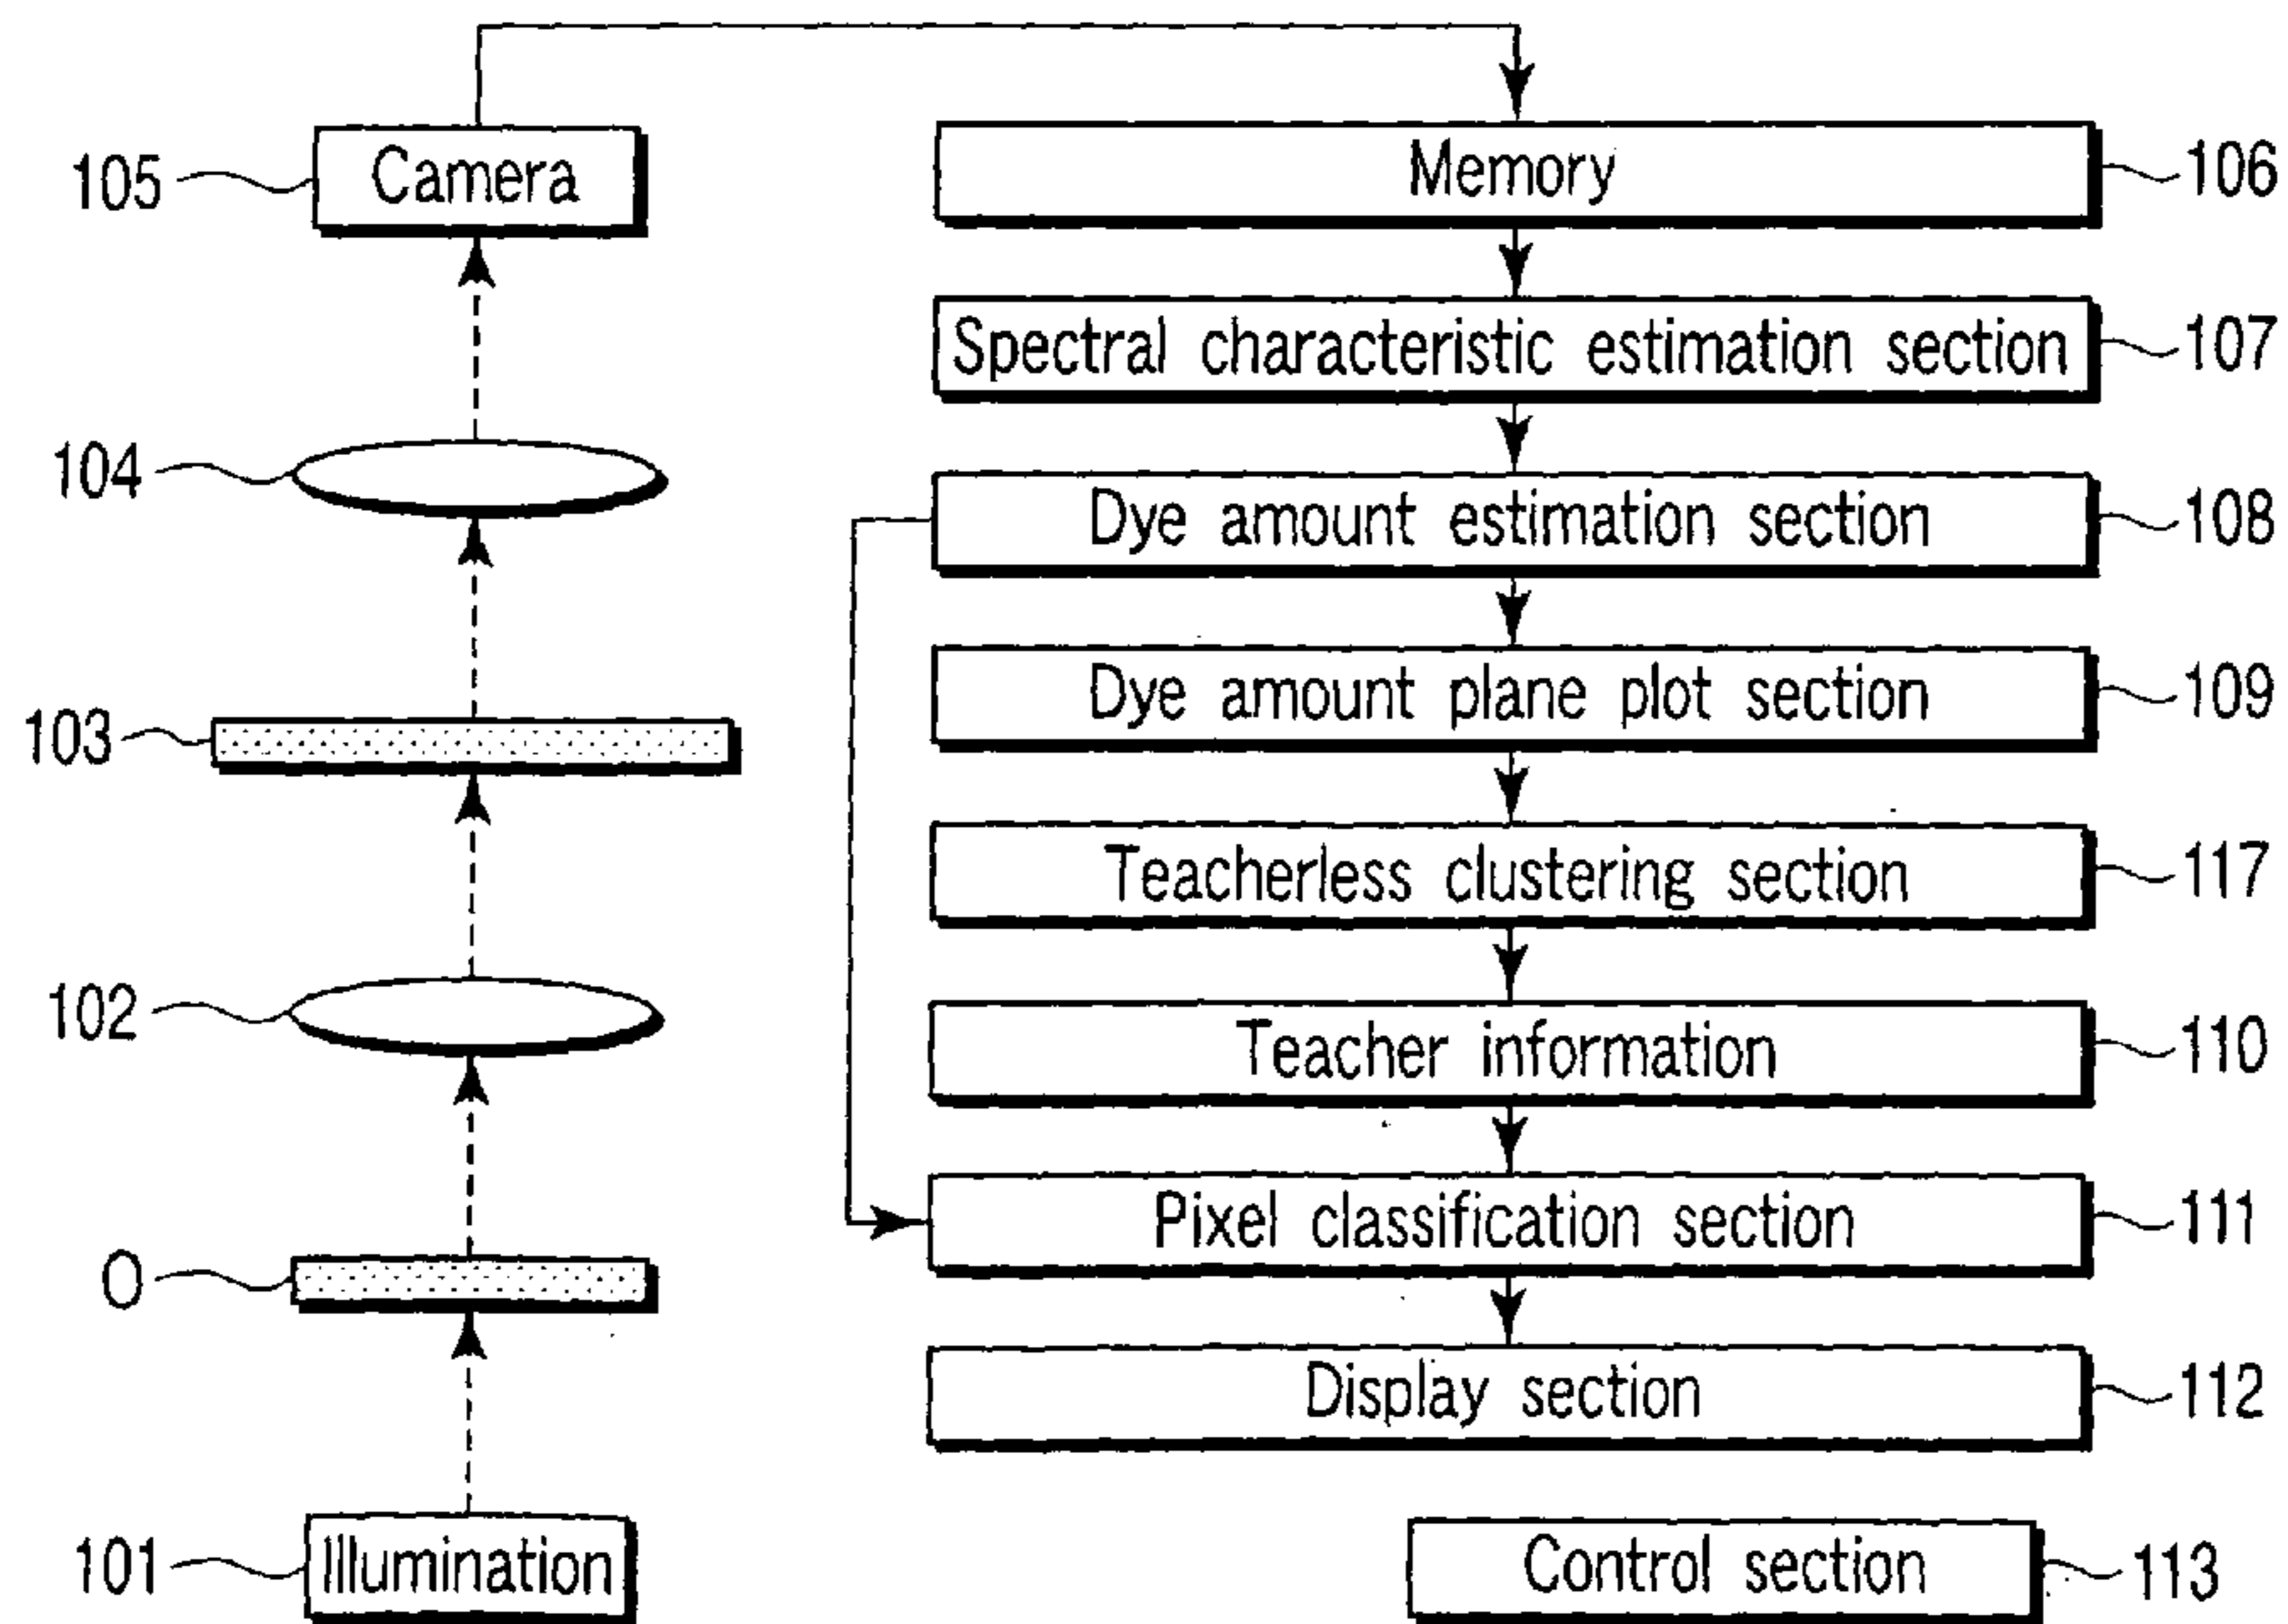 105
Camera
Memory
106
Spectral characteristic estimation section
107
104
Dye amount estimation section
108
103
Dye amount plane plot section
109
Teacherless clustering section
117
102
Teacher information
110
Pixel classification section
111
O
Display section
112
101
Illumination
Control section
113